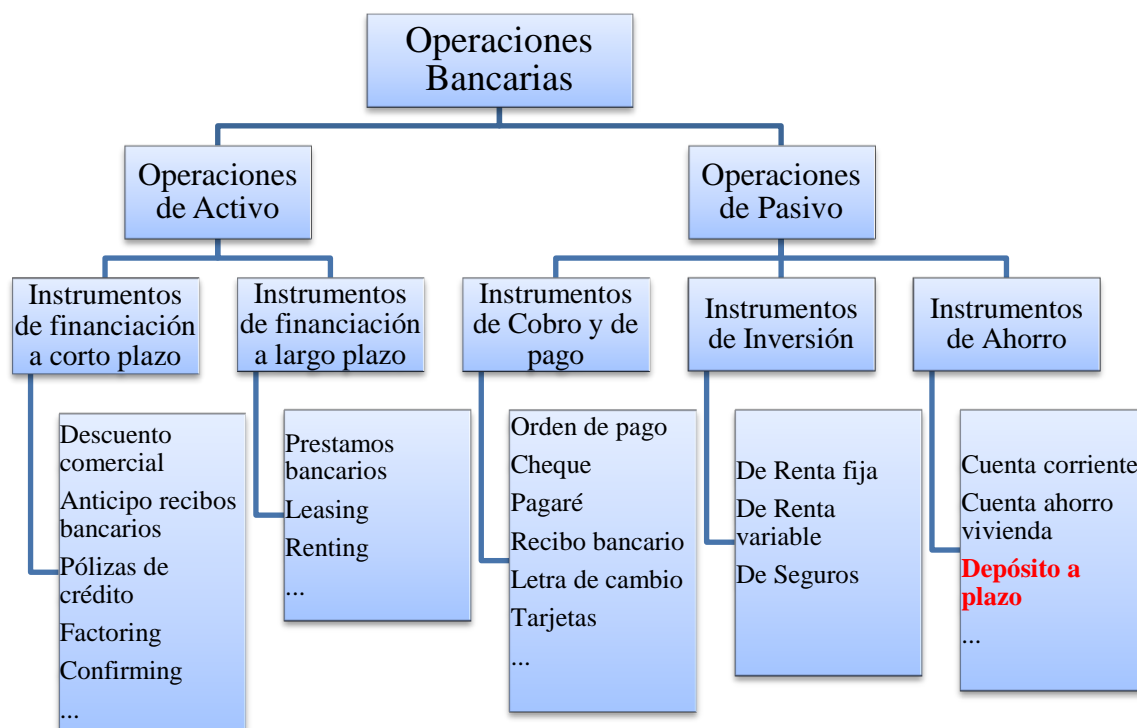 Operaciones
Bancarias
Operaciones
de Activo
Operaciones
de Pasivo
Instrumentos
de financiación
a corto plazo
Instrumentos
de financiación
a largo plazo
Instrumentos
de Cobro y de
pago
Instrumentos
de Inversión
Instrumentos
de Ahorro
Descuento
comercial
Anticipo recibos
bancarios
Pólizas de
crédito
Factoring
Confirming
...
Prestamos
bancarios
Leasing
Renting
...
Orden de pago
Cheque
Pagaré
Recibo bancario
Letra de cambio
Tarjetas
...
De Renta fija
De Renta
variable
De Seguros
Cuenta corriente
Cuenta ahorro
vivienda
Depósito a
plazo
...